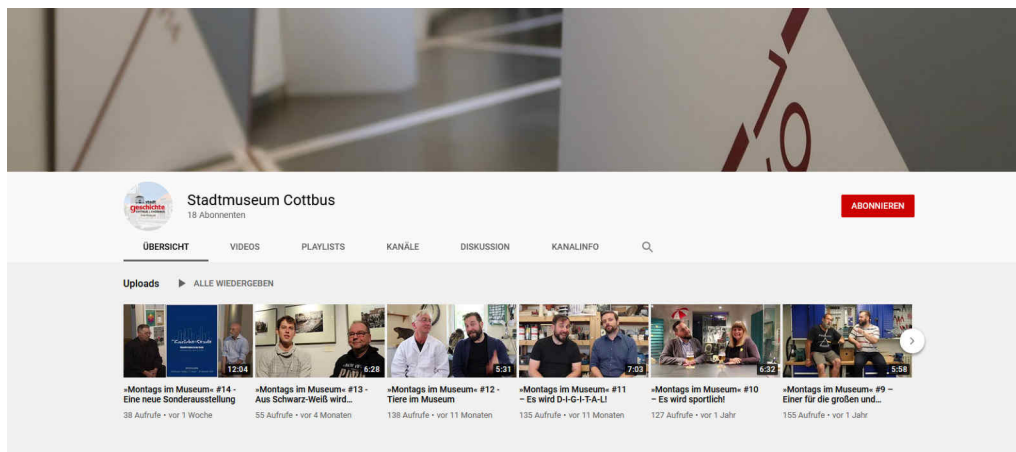 10
stadt
geschichte
Stadtmuseum Cottbus
18 Abonnenten
ABONNIEREN
ÜBERSICHT VIDEOS PLAYLISTS KANÄLE DISKUSSION KANALINFO
Uploads ALLE WIEDERGEBEN
12:04 6:28 5:31 7:03 6:32 5:58
»Montags im Museum« #14 -
Eine neue Sonderausstellung
38 Aufrufe • vor 1 Woche
»Montags im Museum« #13 -
Aus Schwarz-Weiß wird...
55 Aufrufe • vor 4 Monaten
»Montags im Museum« #12 -
Tiere im Museum
138 Aufrufe • vor 11 Monaten
»Montags im Museum« #11
– Es wird D-I-G-I-T-A-L!
135 Aufrufe • vor 11 Monaten
»Montags im Museum« #10
– Es wird sportlich!
127 Aufrufe • vor 1 Jahr
»Montags im Museum« #9 –
Einer für die großen und...
155 Aufrufe • vor 1 Jahr